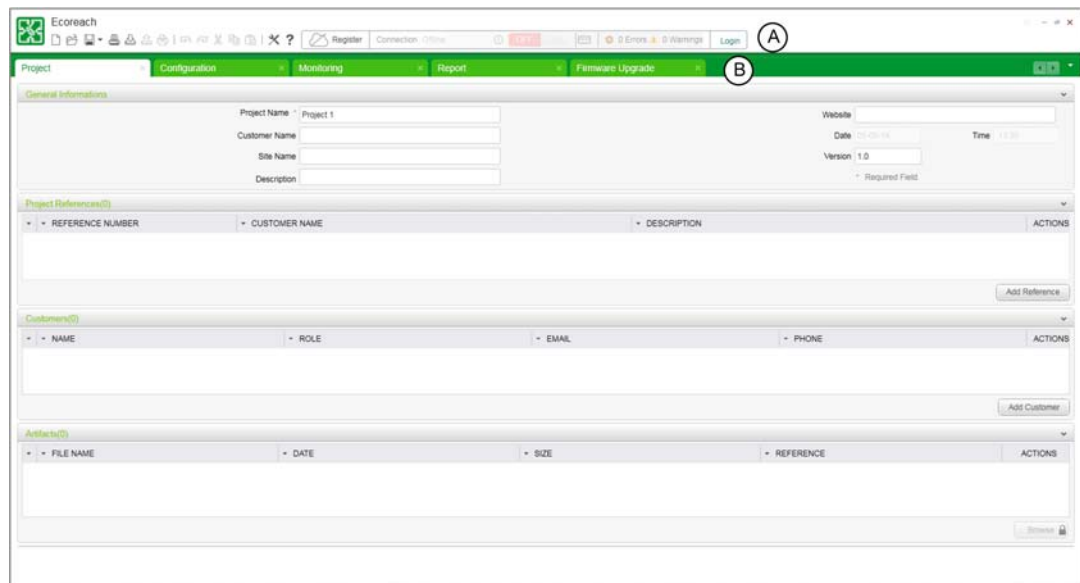 Ecoreach
? Register Connection Offline OFF 0 Errors 0 Warnings Login A
Project Configuration Monitoring Report Firmware Upgrade B
General Informations
Project Name * Project 1 Website
Customer Name Date Time
Site Name Version 1.0
Description * Required Field
Project References(0)
REFERENCE NUMBER CUSTOMER NAME DESCRIPTION ACTIONS
Add Reference
Customers(0)
NAME ROLE EMAIL PHONE ACTIONS
Add Customer
Artifacts(0)
FILE NAME DATE SIZE REFERENCE ACTIONS
Browse